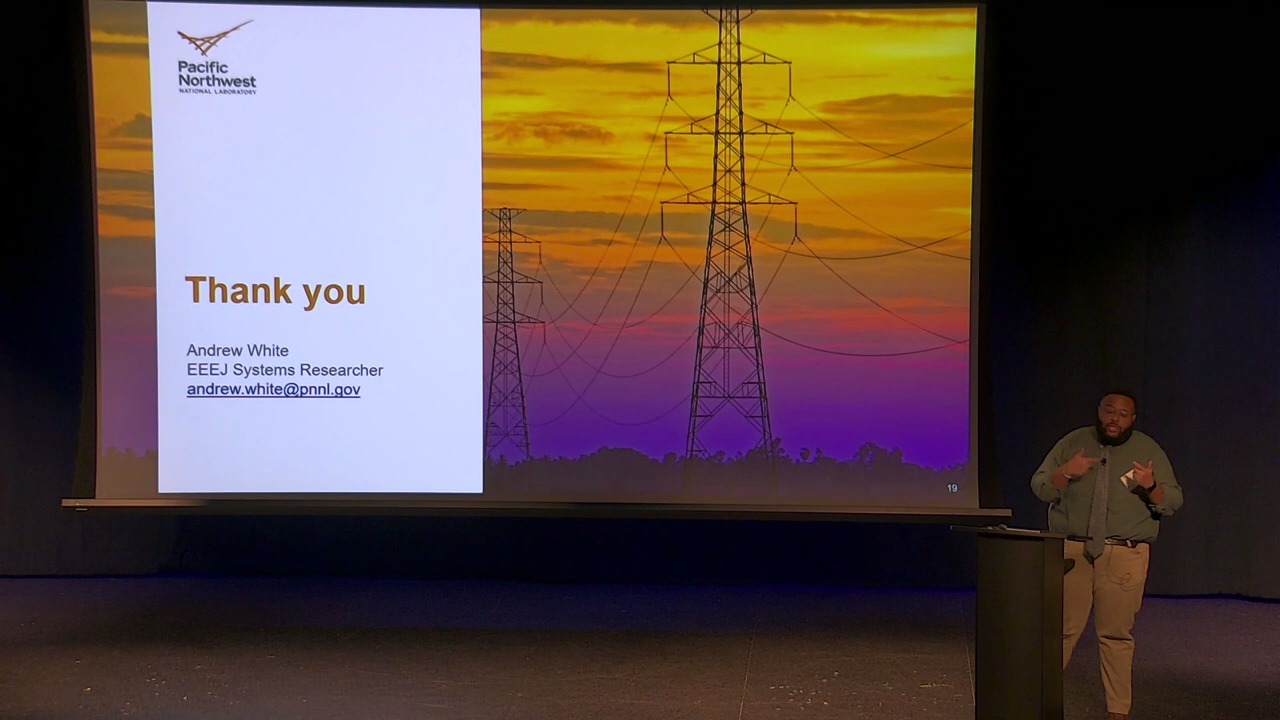 Pacific
Northwest
NATIONAL LABORATORY
Thank you
Andrew White
EEEJ Systems Researcher
andrew.white@pnnl.gov
19